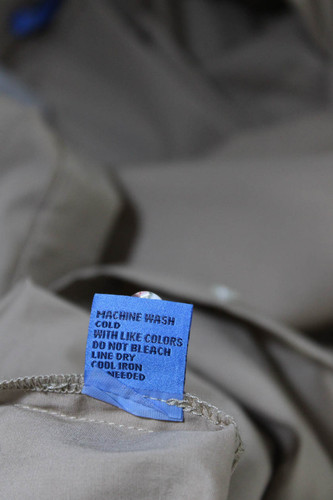 MACHINE WASH
COLD
WITH LIKE COLORS
DO NOT BLEACH
LINE DRY
COOL IRON
NEEDED